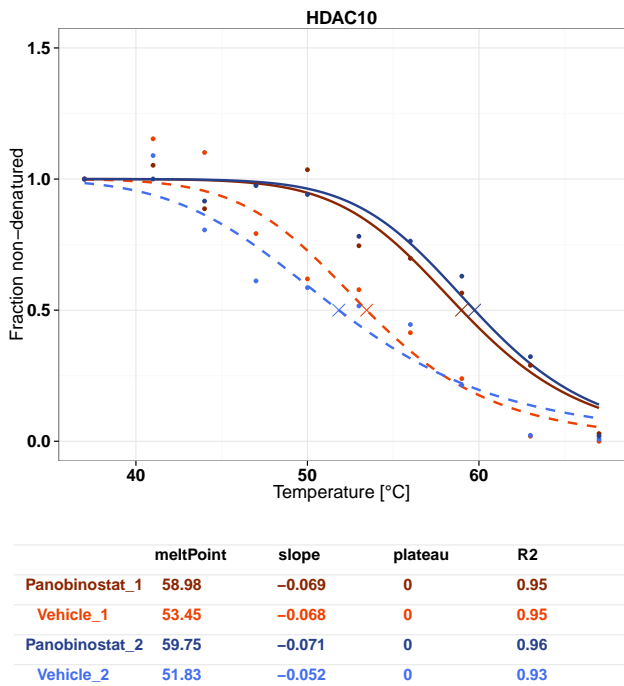 HDAC10
1.5
1.0
0.5
0.0
Fraction non−denatured
40 50 60
Temperature [°C]
meltPoint slope plateau R2
Panobinostat_1 58.98 −0.069 0 0.95
Vehicle_1 53.45 −0.068 0 0.95
Panobinostat_2 59.75 −0.071 0 0.96
Vehicle_2 51.83 −0.052 0 0.93